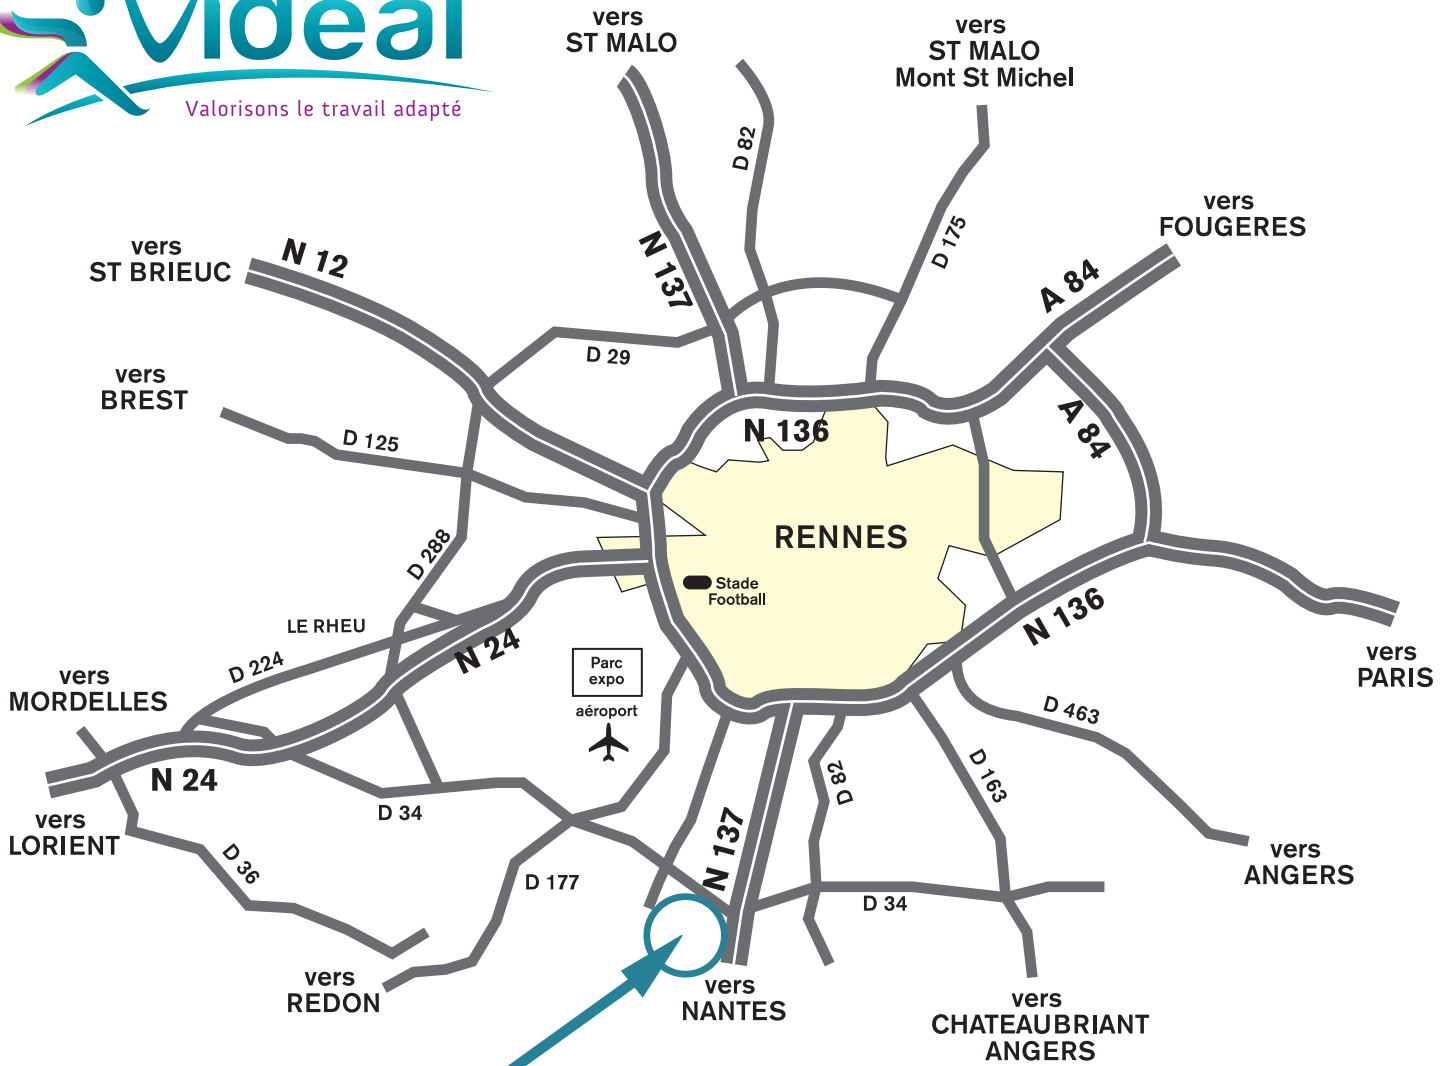 Vidéal
Valorisons le travail adapté
vers
ST MALO
vers
ST MALO
Mont St Michel
D 82
D 175
vers
FOUGERES
vers
ST BRIEUC
N 12
N 137
A 84
D 29
vers
BREST
D 125
N 136
A 84
RENNES
D 288
Stade
Football
LE RHEU
N 24
N 136
D 224
Parc
expo
vers
MORDELLES
vers
PARIS
aéroport
D 463
N 24
D 82
D 163
D 34
vers
LORIENT
N 137
D 36
D 177
D 34
vers
ANGERS
vers
REDON
vers
NANTES
vers
CHATEAUBRIANT
ANGERS